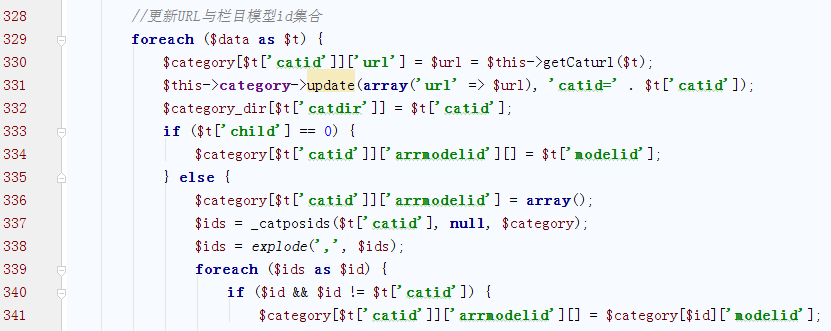 328 //更新URL与栏目模型id集合
329 foreach ($data as $t) {
330 $category[$t['catid']]['url'] = $url = $this->getCaturl($t);
331 $this->category->update(array('url' => $url), 'catid=' . $t['catid']);
332 $category_dir[$t['catdir']] = $t['catid'];
333 if ($t['child'] == 0) {
334 $category[$t['catid']]['arrmodelid'][] = $t['modelid'];
335 } else {
336 $category[$t['catid']]['arrmodelid'] = array();
337 $ids = _catposids($t['catid'], null, $category);
338 $ids = explode(',', $ids);
339 foreach ($ids as $id) {
340 if ($id && $id != $t['catid']) {
341 $category[$t['catid']]['arrmodelid'][] = $category[$id]['modelid'];